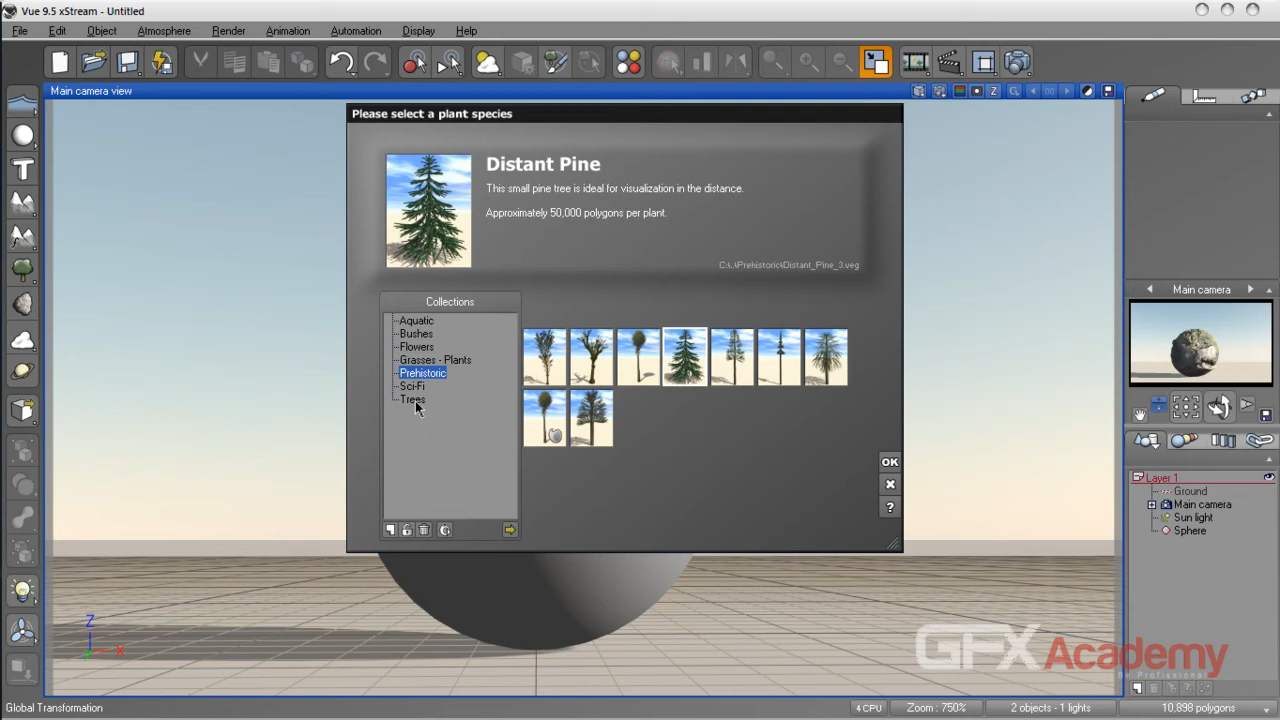 Vue 9.5 xStream - Untitled
File Edit Object Atmosphere Render Animation Automation Display Help
Main camera view
Please select a plant species
Distant Pine
This small pine tree is ideal for visualization in the distance.
Approximately 50,000 polygons per plant.
C:\..\Prehistoric\Distant_Pine_3.veg
Collections
Aquatic
Bushes
Flowers
Grasses - Plants
Prehistoric
Sci-Fi
Trees
OK
?
Main camera
Layer 1
Ground
Main camera
Sun light
Sphere
Z
X
GFXAcademy
Be Professional
Global Transformation
4 CPU
Zoom : 750%
2 objects - 1 lights
10,898 polygons